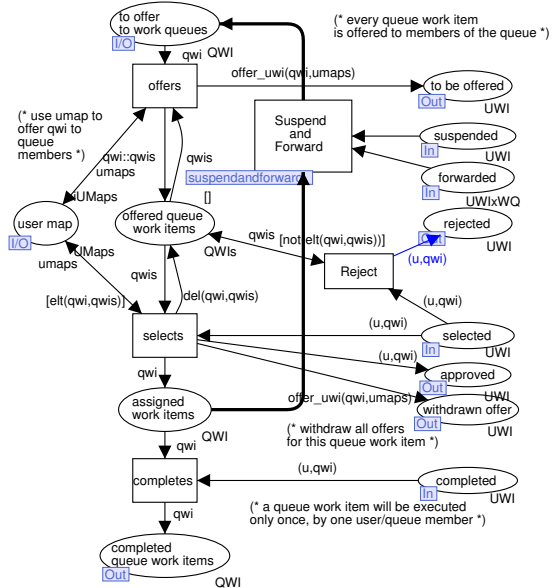 to offer
to work queues
I/O
QWI
(* every queue work item
is offered to members of the queue *)
qwi
offers
offer_uwi(qwi,umaps)
to be offered
Out
UWI
Suspend
and
Forward
suspendandforward
suspended
In
UWI
forwarded
In
UWIxWQ
(* use umap to
offer qwi to
queue
members *)
qwi::qwis
umaps
qwis
UMaps
[]
user map
I/O
offered queue
work items
QWIs
rejected
Out
UWI
qwis
[not(elt(qwi,qwis))]
(u,qwi)
Reject
UMaps
umaps
qwis
[elt(qwi,qwis)]
del(qwi,qwis)
(u,qwi)
selects
(u,qwi)
selected
In
UWI
(u,qwi)
approved
Out
UWI
qwi
offer_uwi(qwi,umaps)
withdrawn offer
Out
UWI
assigned
work items
QWI
(* withdraw all offers
for this queue work item *)
qwi
completes
(u,qwi)
completed
In
UWI
(* a queue work item will be executed
only once, by one user/queue member *)
qwi
completed
queue work items
Out
QWI